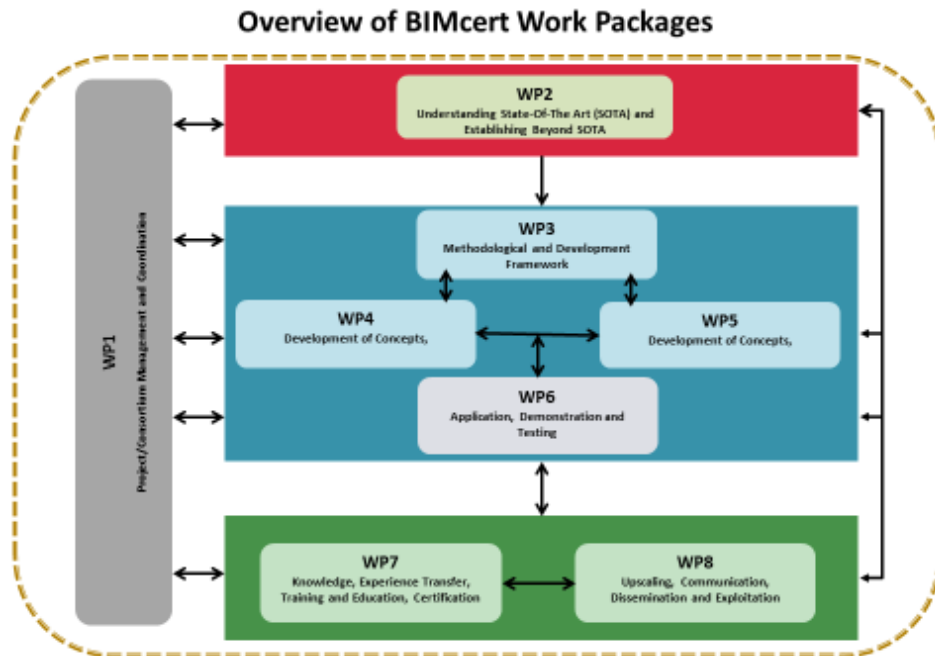 Overview of BIMcert Work Packages
WP1
Project/Consortium Management and Coordination
WP2
Understanding State-Of-The Art (SOTA) and
Establishing Beyond SOTA
WP3
Methodological and Development
Framework
WP4
Development of Concepts,
WP5
Development of Concepts,
WP6
Application, Demonstration and
Testing
WP7
Knowledge, Experience Transfer,
Training and Education, Certification
WP8
Upscaling, Communication,
Dissemination and Exploitation